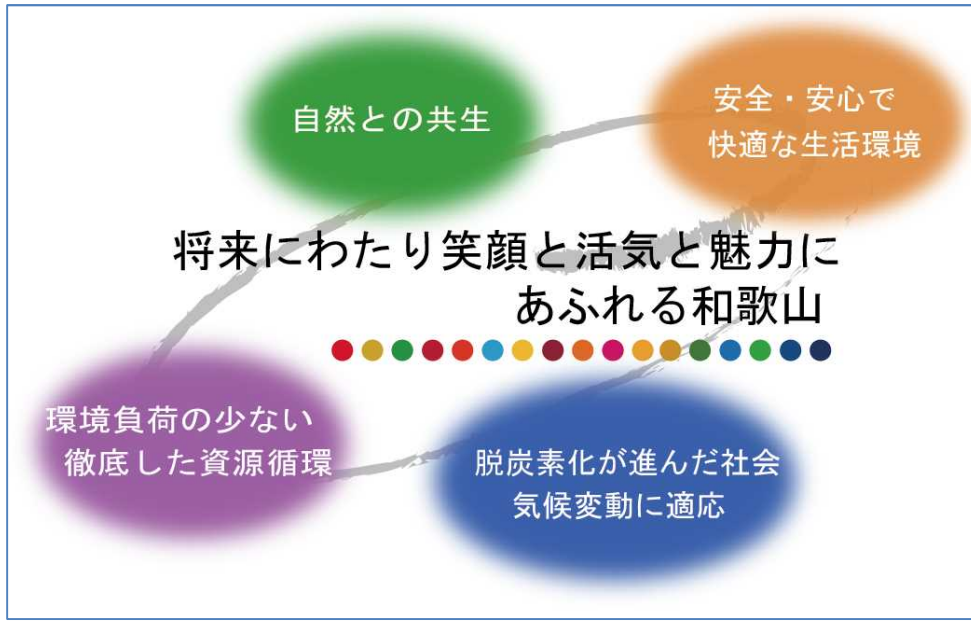 自然との共生
安全・安心で
快適な生活環境
将来にわたり笑顔と活気と魅力に
あふれる和歌山
環境負荷の少ない
徹底した資源循環
脱炭素化が進んだ社会
気候変動に適応